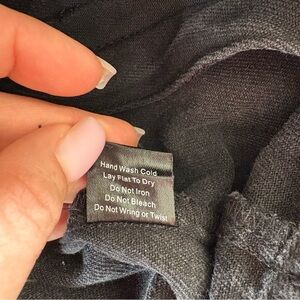 Hand Wash Cold
Lay Flat To Dry
Do Not Iron
Do Not Bleach
Do Not Wring or Twist